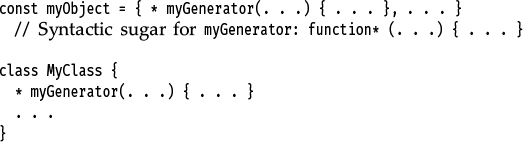 const myObject = { * myGenerator(. . .) { . . . }, . . . }
// Syntactic sugar for myGenerator: function* (. . .) { . . . }
class MyClass {
* myGenerator(. . .) { . . . }
. . .
}